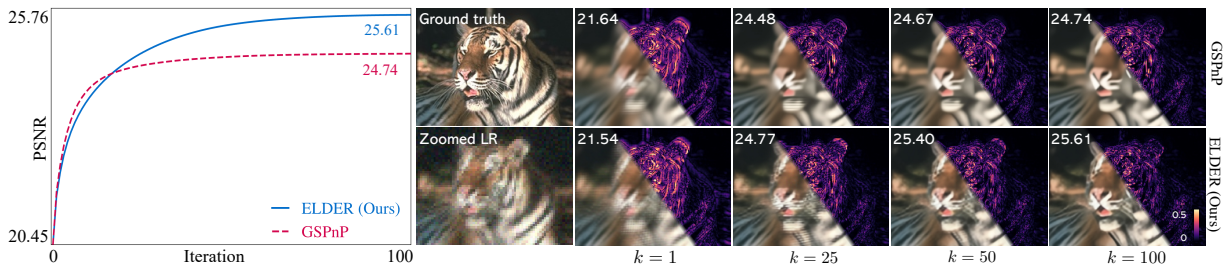 25.76
PSNR
20.45
25.61
24.74
ELDER (Ours)
GSPnP
0
Iteration
100
Ground truth
21.64
24.48
24.67
24.74
GSPnP
Zoomed LR
21.54
24.77
25.40
25.61
ELDER (Ours)
0.5
0
k = 1
k = 25
k = 50
k = 100